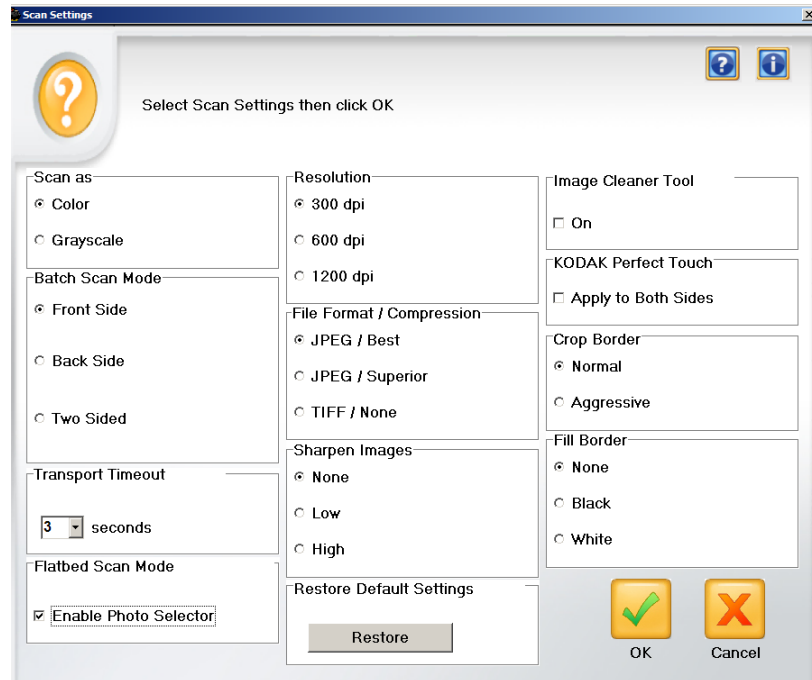 Scan Settings
Select Scan Settings then click OK
Scan as
Color
Grayscale
Batch Scan Mode
Front Side
Back Side
Two Sided
Transport Timeout
3 seconds
Flatbed Scan Mode
Enable Photo Selector
Resolution
300 dpi
600 dpi
1200 dpi
File Format / Compression
JPEG / Best
JPEG / Superior
TIFF / None
Sharpen Images
None
Low
High
Restore Default Settings
Restore
Image Cleaner Tool
On
KODAK Perfect Touch
Apply to Both Sides
Crop Border
Normal
Aggressive
Fill Border
None
Black
White
OK
Cancel